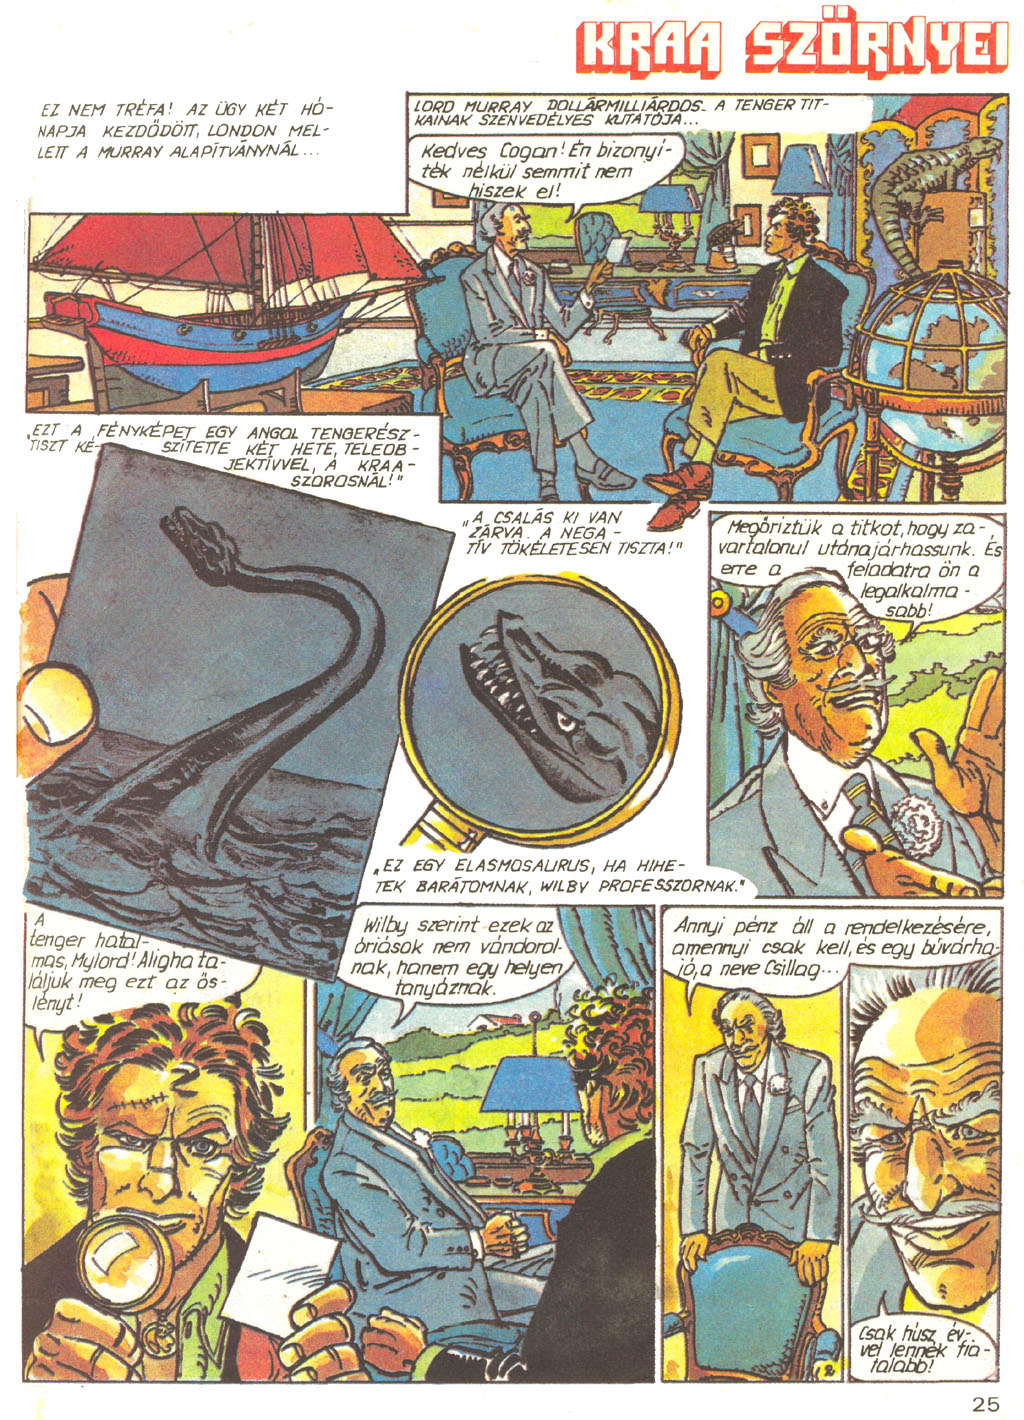 KRAA SZÖRNYEI
EZ NEM TRÉFA! AZ ÜGY KÉT HÓ-
NAPJA KEZDŐDÖTT, LONDON MEL-
LETT A MURRAY ALAPÍTVÁNYNÁL...
LORD MURRAY DOLLÁRMILLIÁRDOS. A TENGER TIT-
KAINAK SZENVEDÉLYES KUTATÓJA...
Kedves Cogan! Én bizonyí-
ték nélkül semmit nem
hiszek el!
„EZT A FÉNYKÉPET EGY ANGOL TENGERÉSZ-
TISZT KÉ- SZÍTETTE KÉT HETE, TELEOB-
JEKTÍVVEL, A KRAA-
SZOROSNÁL!"
„A CSALÁS KI VAN
ZÁRVA. A NEGA-
TÍV TÖKÉLETESEN TISZTA!"
Megőriztük a titkot, hogy za-
vartalanul utánajárhassunk. És
erre a feladatra ön a
legalkalma-
sabb!
„EZ EGY ELASMOSAURUS, HA HIHE-
TEK BARÁTOMNAK, WILBY PROFESSZORNAK."
A
tenger hatal-
mas, Mylord! Aligha ta-
láljuk meg ezt az ős-
lényt!
Wilby szerint ezek az
óriások nem vándorol-
nak, hanem egy helyen
tanyáznak.
Annyi pénz áll a rendelkezésére,
amennyi csak kell, és egy búvárha-
jó, a neve Csillag...
Csak húsz év-
vel lennék fia-
talabb!
2
25